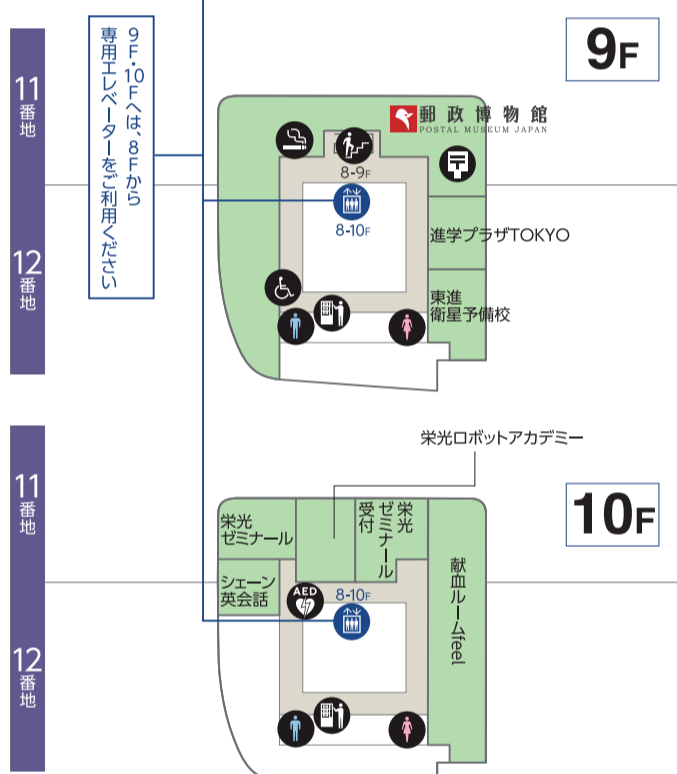 9F・10Fへは、8Fから
専用エレベーターをご利用ください
9F
11
番地
12
番地
郵政博物館
POSTAL MUSEUM JAPAN
8-9F
8-10F
進学プラザTOKYO
東進
衛星予備校
10F
11
番地
12
番地
栄光ロボットアカデミー
栄光
ゼミナール
栄光
ゼミナール
受付
シェーン
英会話
AED
8-10F
献血ルームfeel